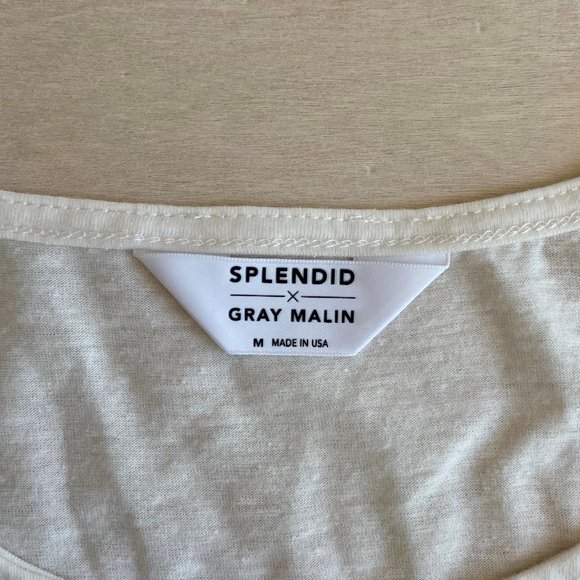 SPLENDID
×
GRAY MALIN
M MADE IN USA